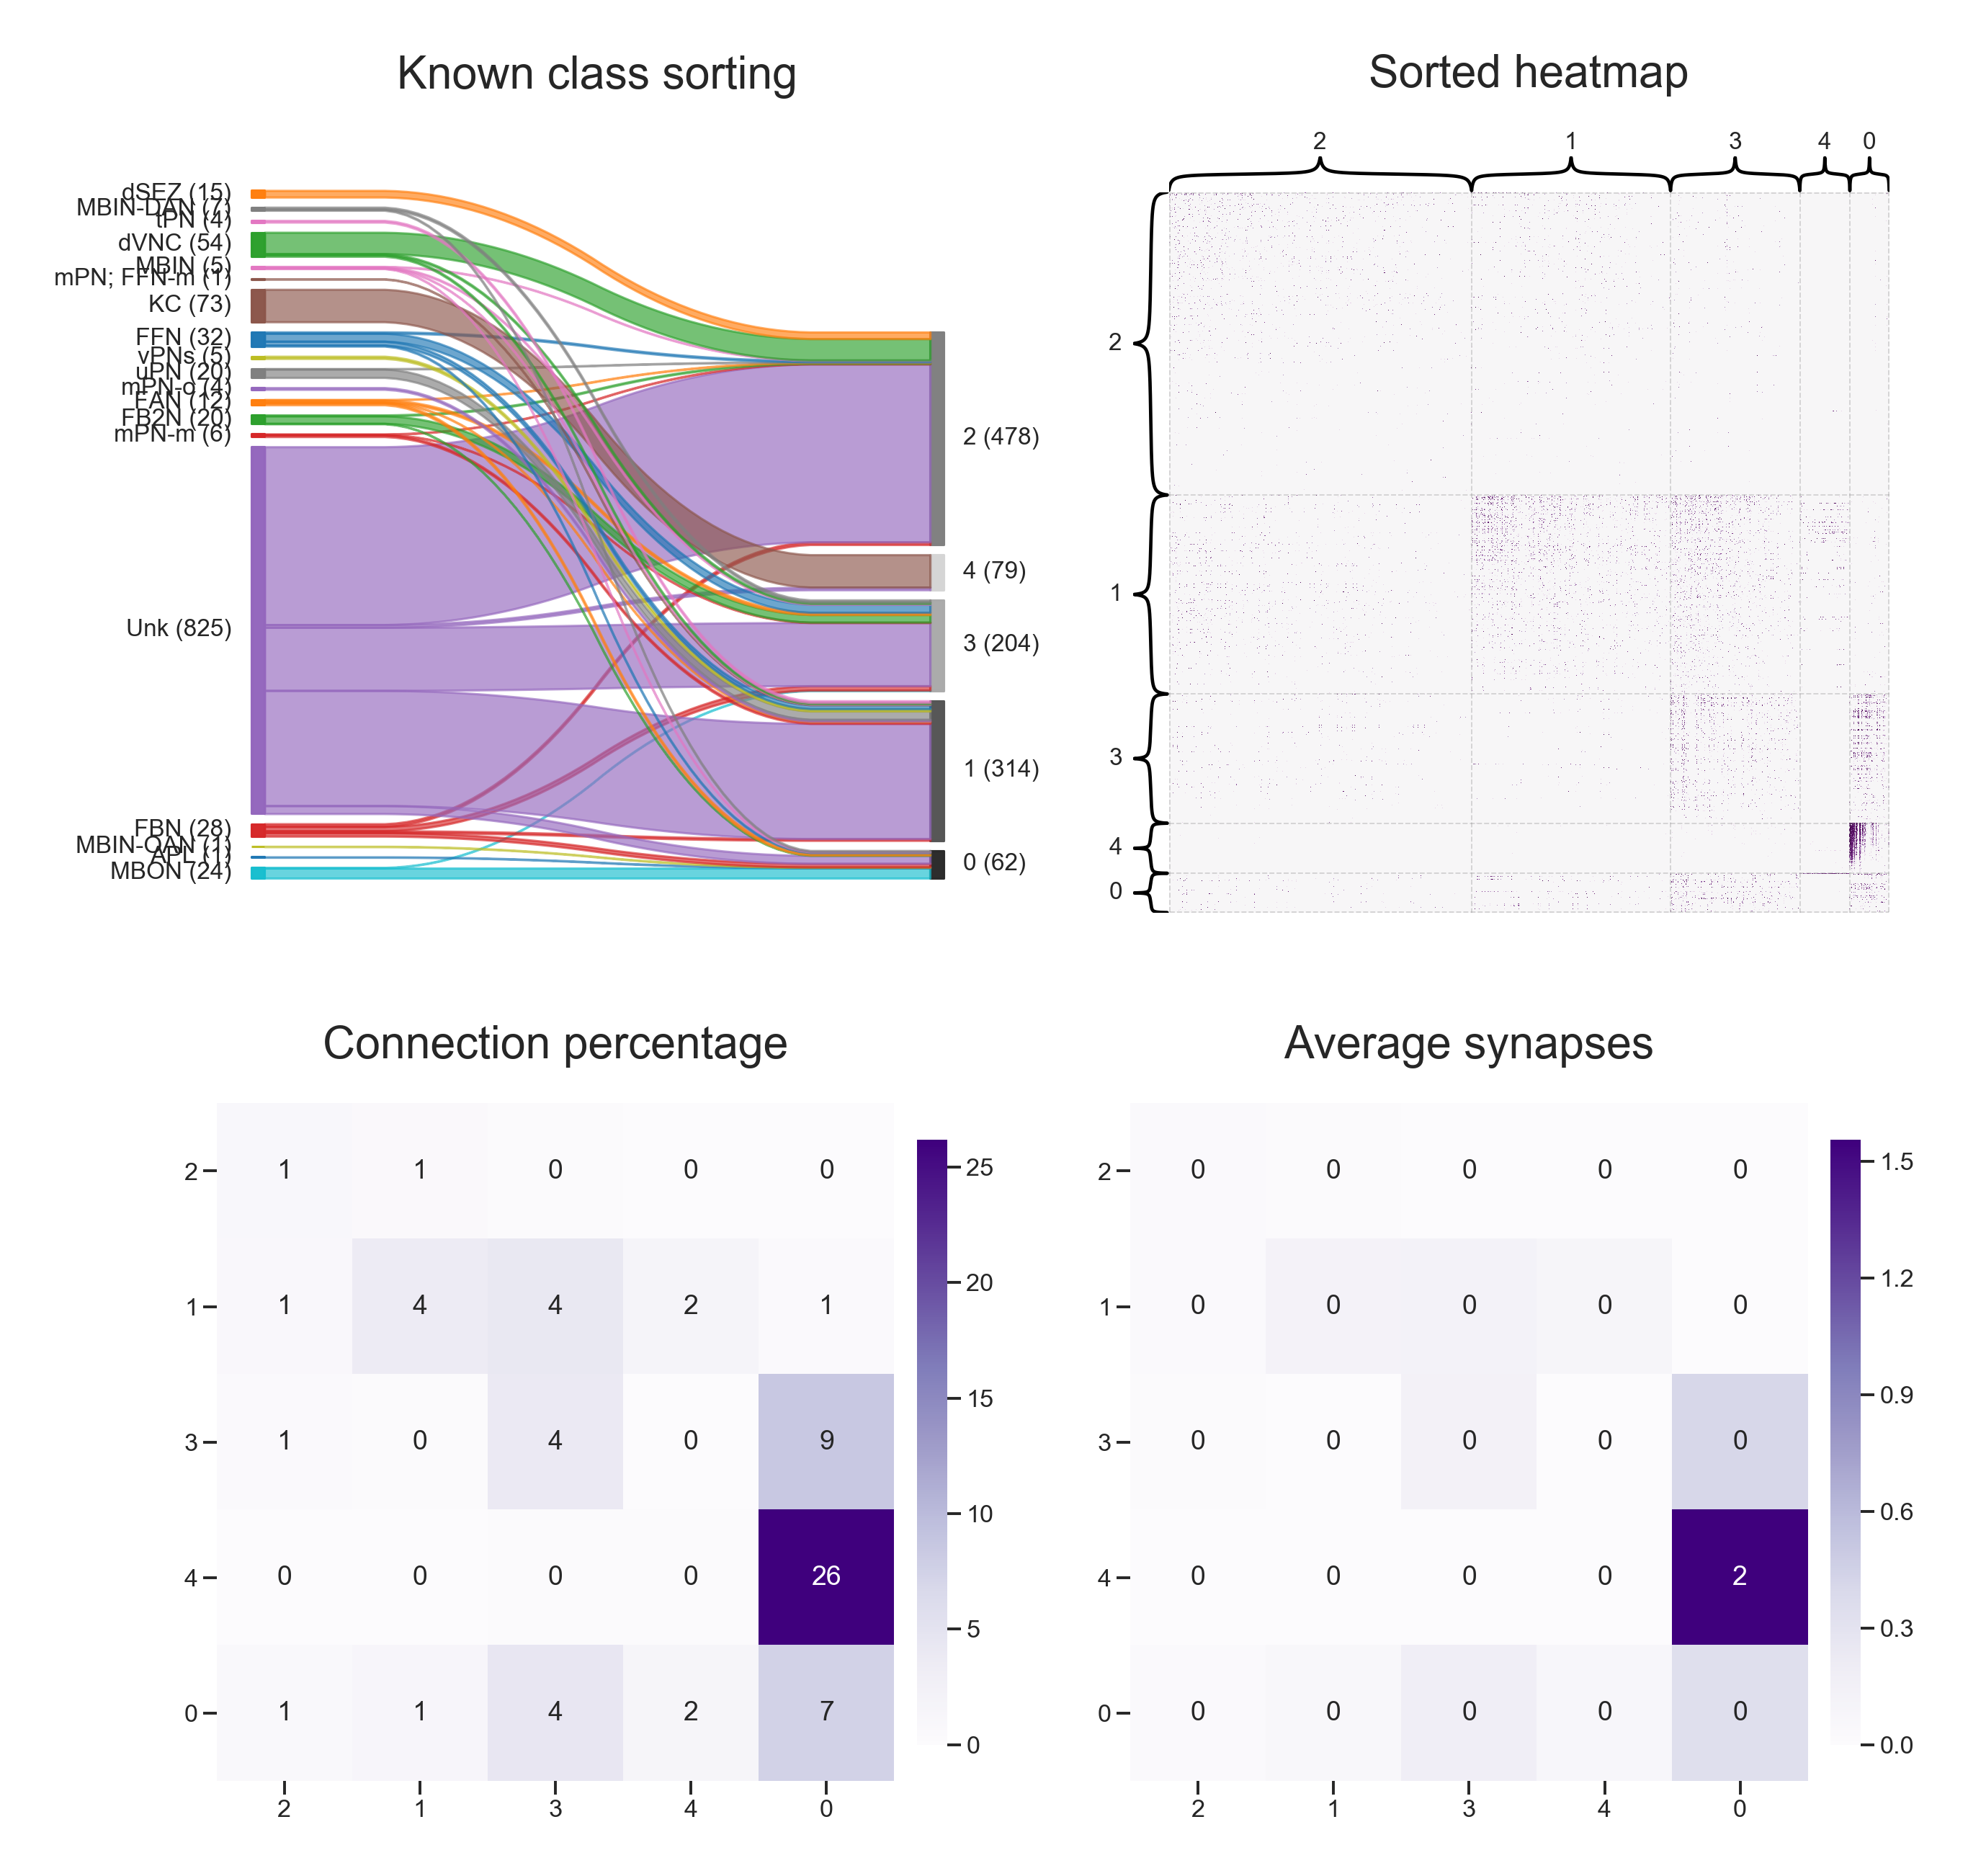 Known class sorting
dSEZ (15)
MBIN-DAN (7)
tPN (4)
dVNC (54)
MBIN (5)
mPN; FFN-m (1)
KC (73)
FFN (32)
vPNs (5)
uPN (20)
mPN-o (4)
FAN (12)
FB2N (20)
mPN-m (6)
Unk (825)
FBN (28)
MBIN-OAN (1)
APL (1)
MBON (24)
2 (478)
4 (79)
3 (204)
1 (314)
0 (62)
Sorted heatmap
2 1 3 4 0
2
1
3
4
0
Connection percentage
2 1 1 0 0 0
1 1 4 4 2 1
3 1 0 4 0 9
4 0 0 0 0 26
0 1 1 4 2 7
2 1 3 4 0
25
20
15
10
5
0
Average synapses
2 0 0 0 0 0
1 0 0 0 0 0
3 0 0 0 0 0
4 0 0 0 0 2
0 0 0 0 0 0
2 1 3 4 0
1.5
1.2
0.9
0.6
0.3
0.0